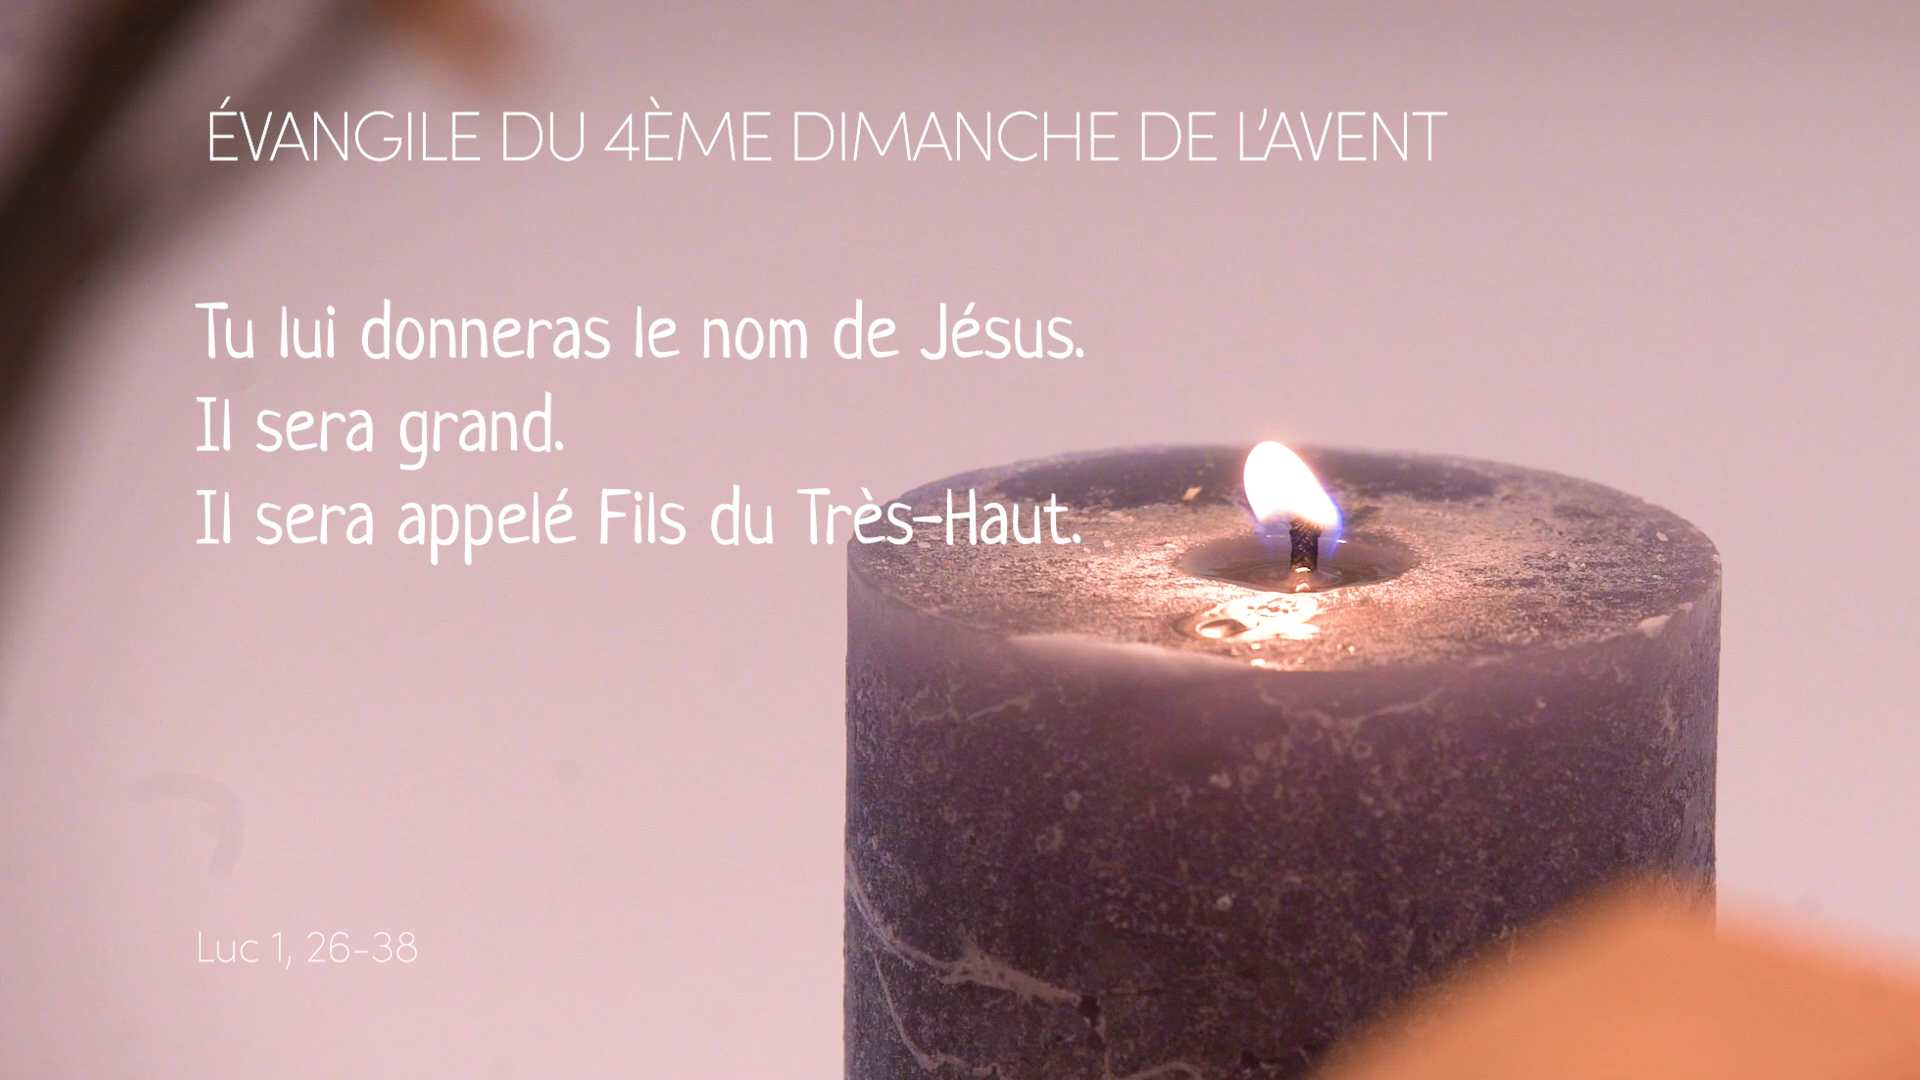 ÉVANGILE DU 4ÈME DIMANCHE DE L’AVENT
Tu lui donneras le nom de Jésus.
Il sera grand.
Il sera appelé Fils du Très-Haut.
Luc 1, 26-38